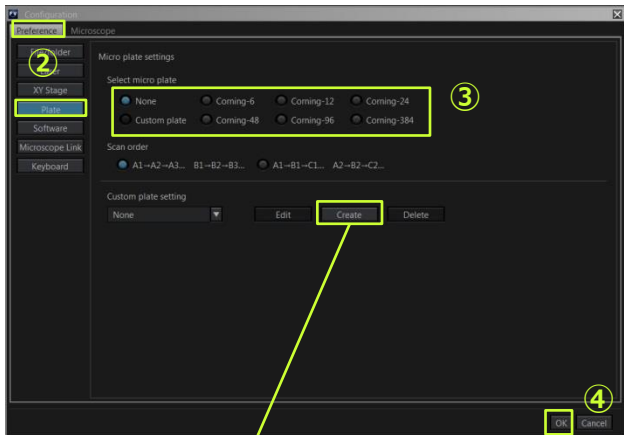 Configuration
Preference Microscope
②
Micro plate settings
Select micro plate
XY Stage
None Corning-6 Corning-12 Corning-24
③
Plate
Custom plate Corning-48 Corning-96 Corning-384
Software
Scan order
Microscope Link
A1→A2→A3... B1→B2→B3... A1→B1→C1... A2→B2→C2...
Keyboard
Custom plate setting
None Edit Create Delete
④
OK Cancel